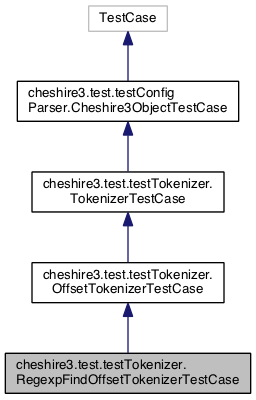 TestCase
cheshire3.test.testConfig
Parser.Cheshire3ObjectTestCase
cheshire3.test.testTokenizer.
TokenizerTestCase
cheshire3.test.testTokenizer.
OffsetTokenizerTestCase
cheshire3.test.testTokenizer.
RegexpFindOffsetTokenizerTestCase